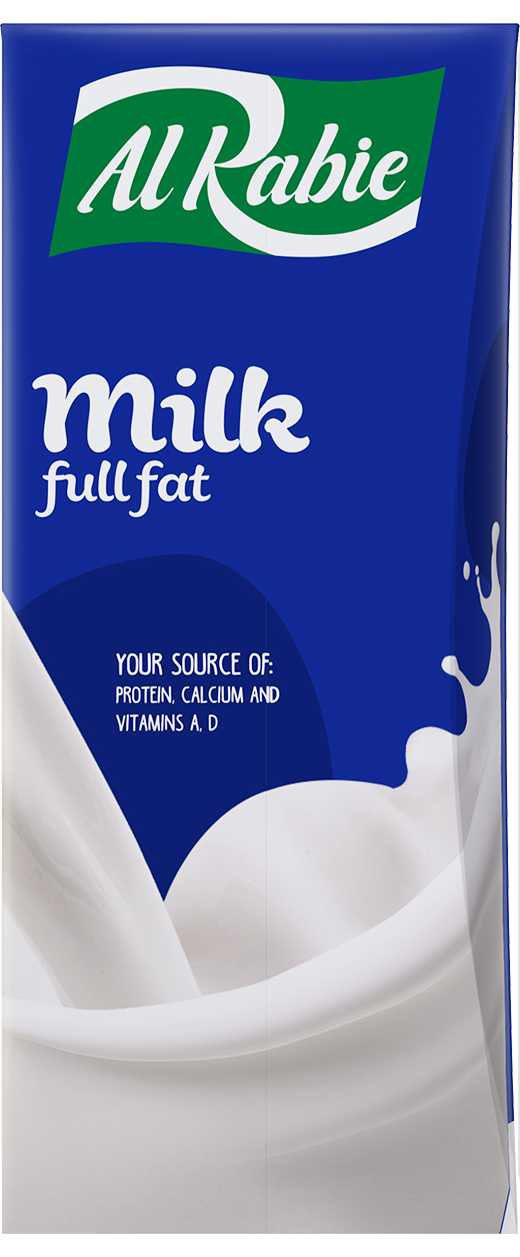 Al Rabie
milk
full fat
YOUR SOURCE OF:
PROTEIN, CALCIUM AND
VITAMINS A, D